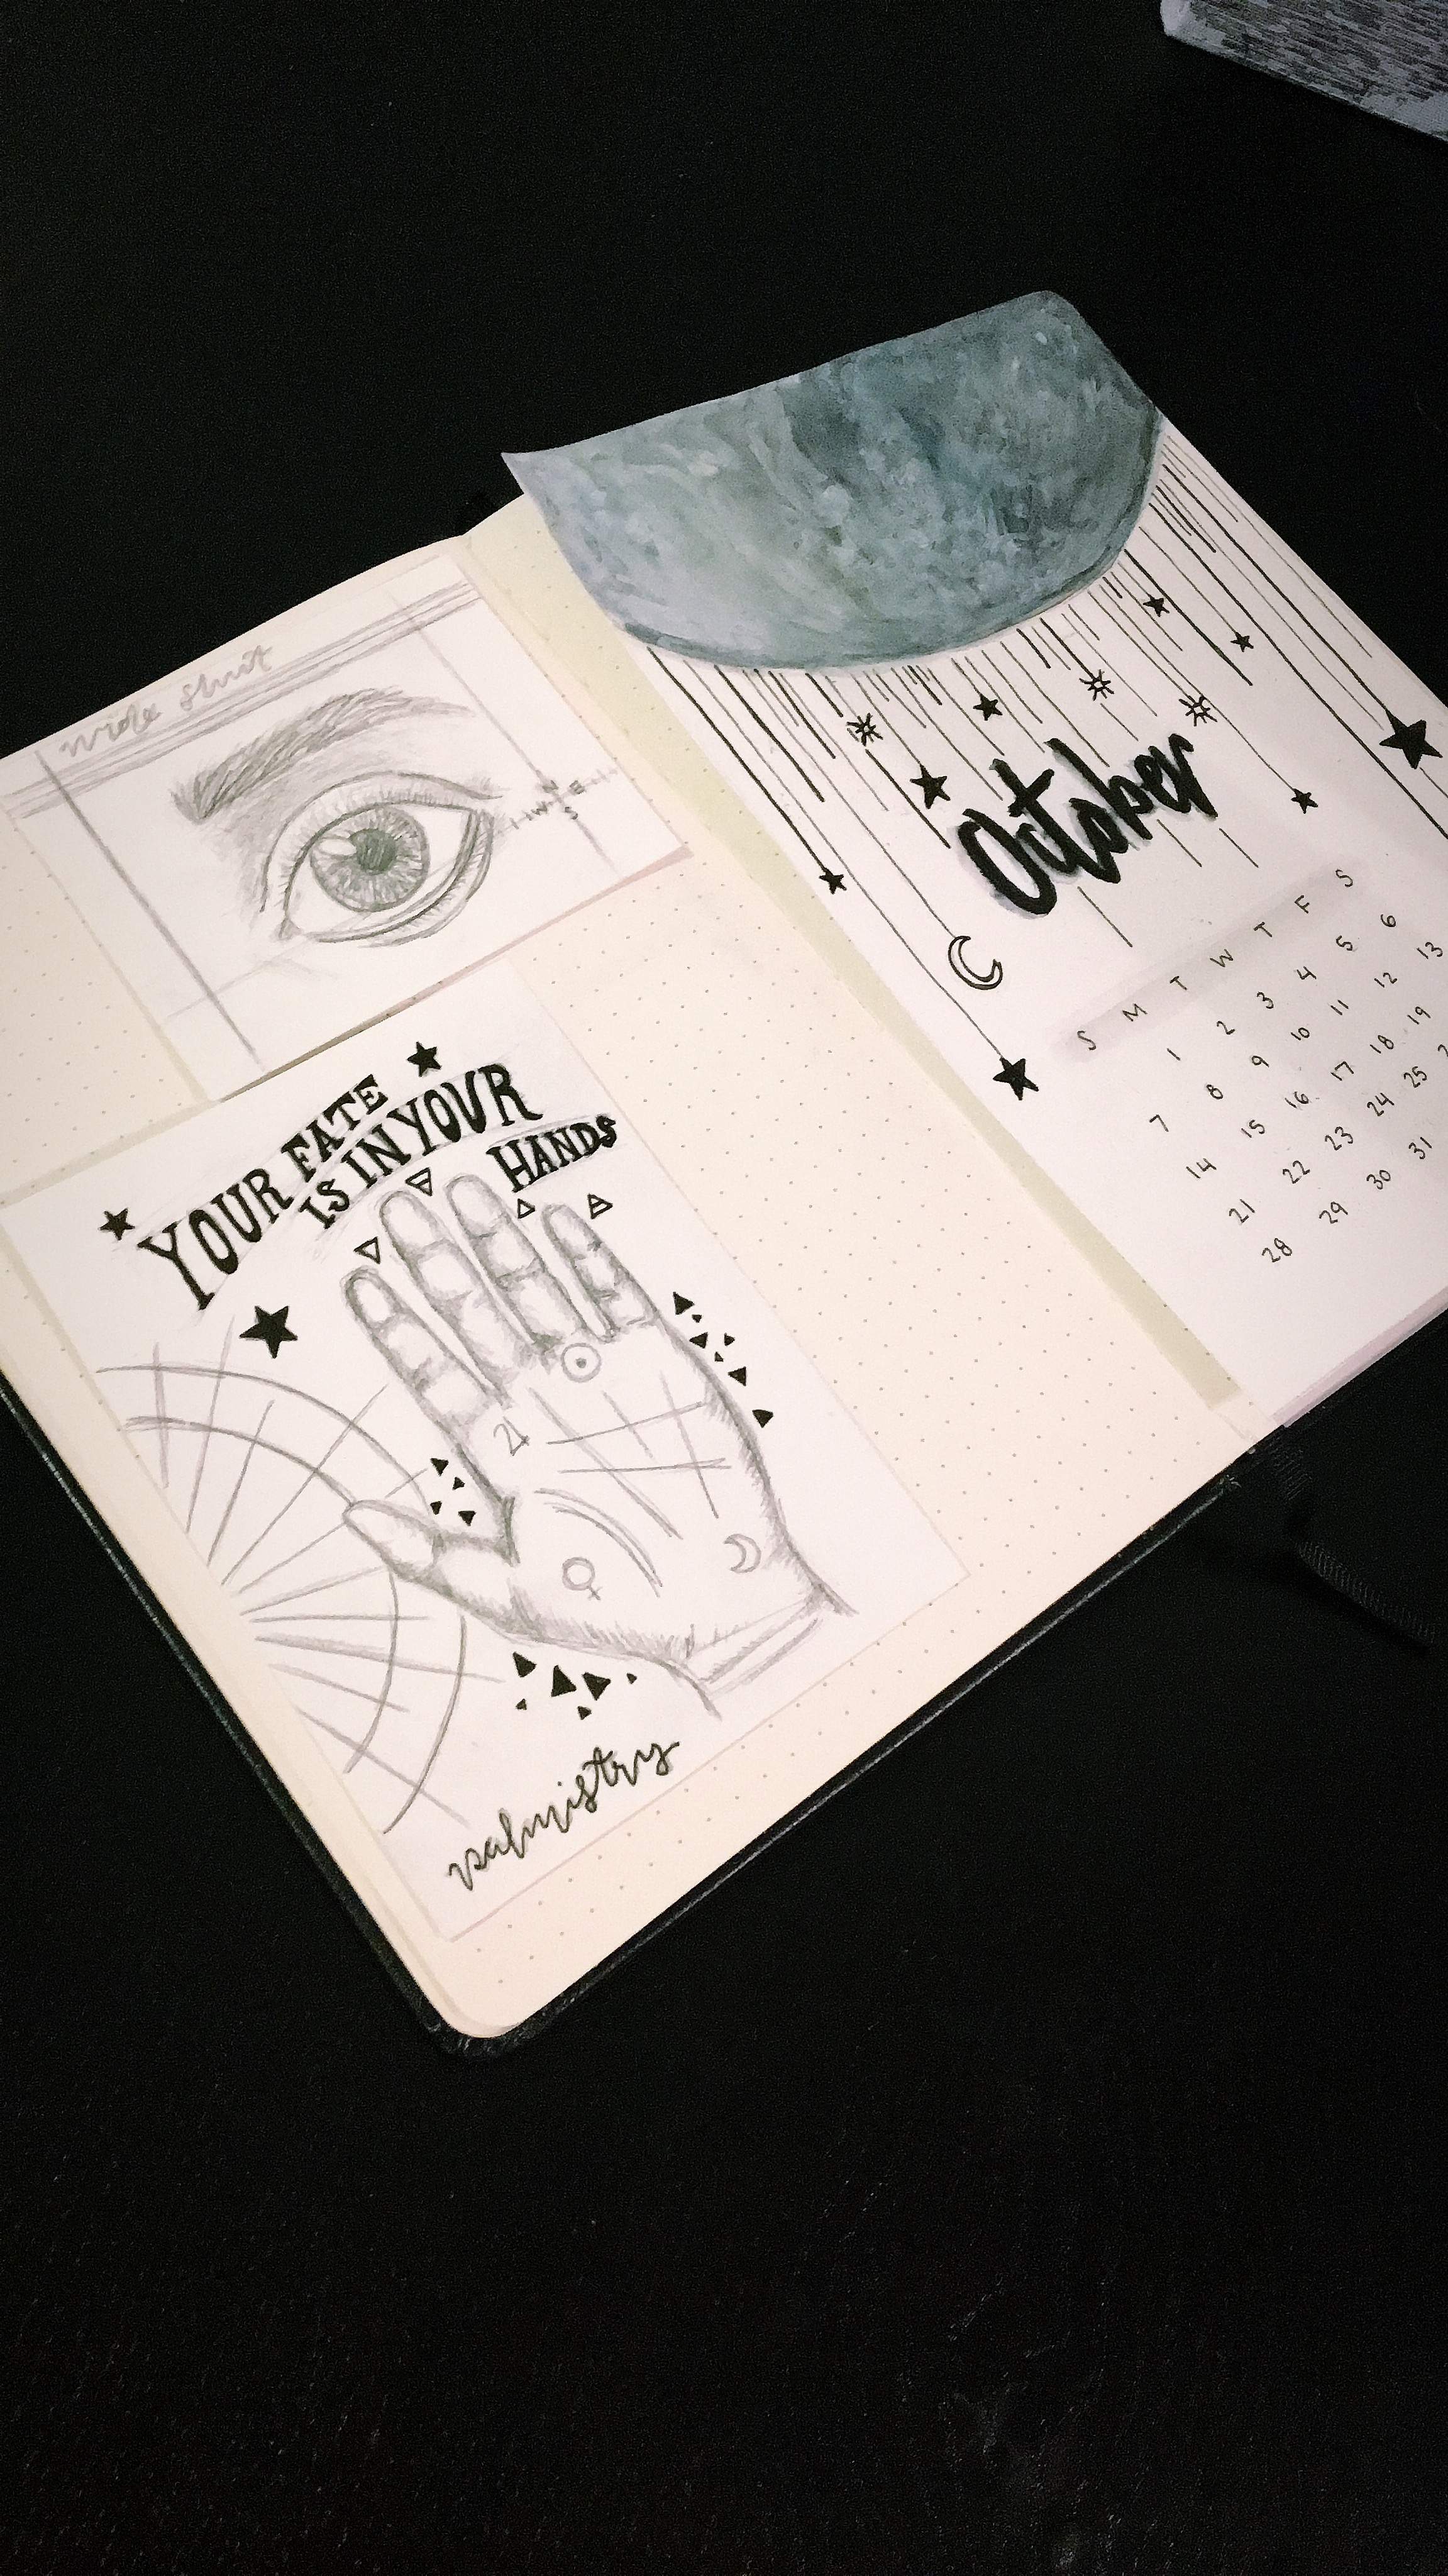 wide shut
N
W E
S
YOUR FATE
IS IN YOUR
HANDS
palmistry
October
S M T W T F S
1 2 3 4 5 6
7 8 9 10 11 12 13
14 15 16 17 18 19
21 22 23 24 25
28 29 30 31